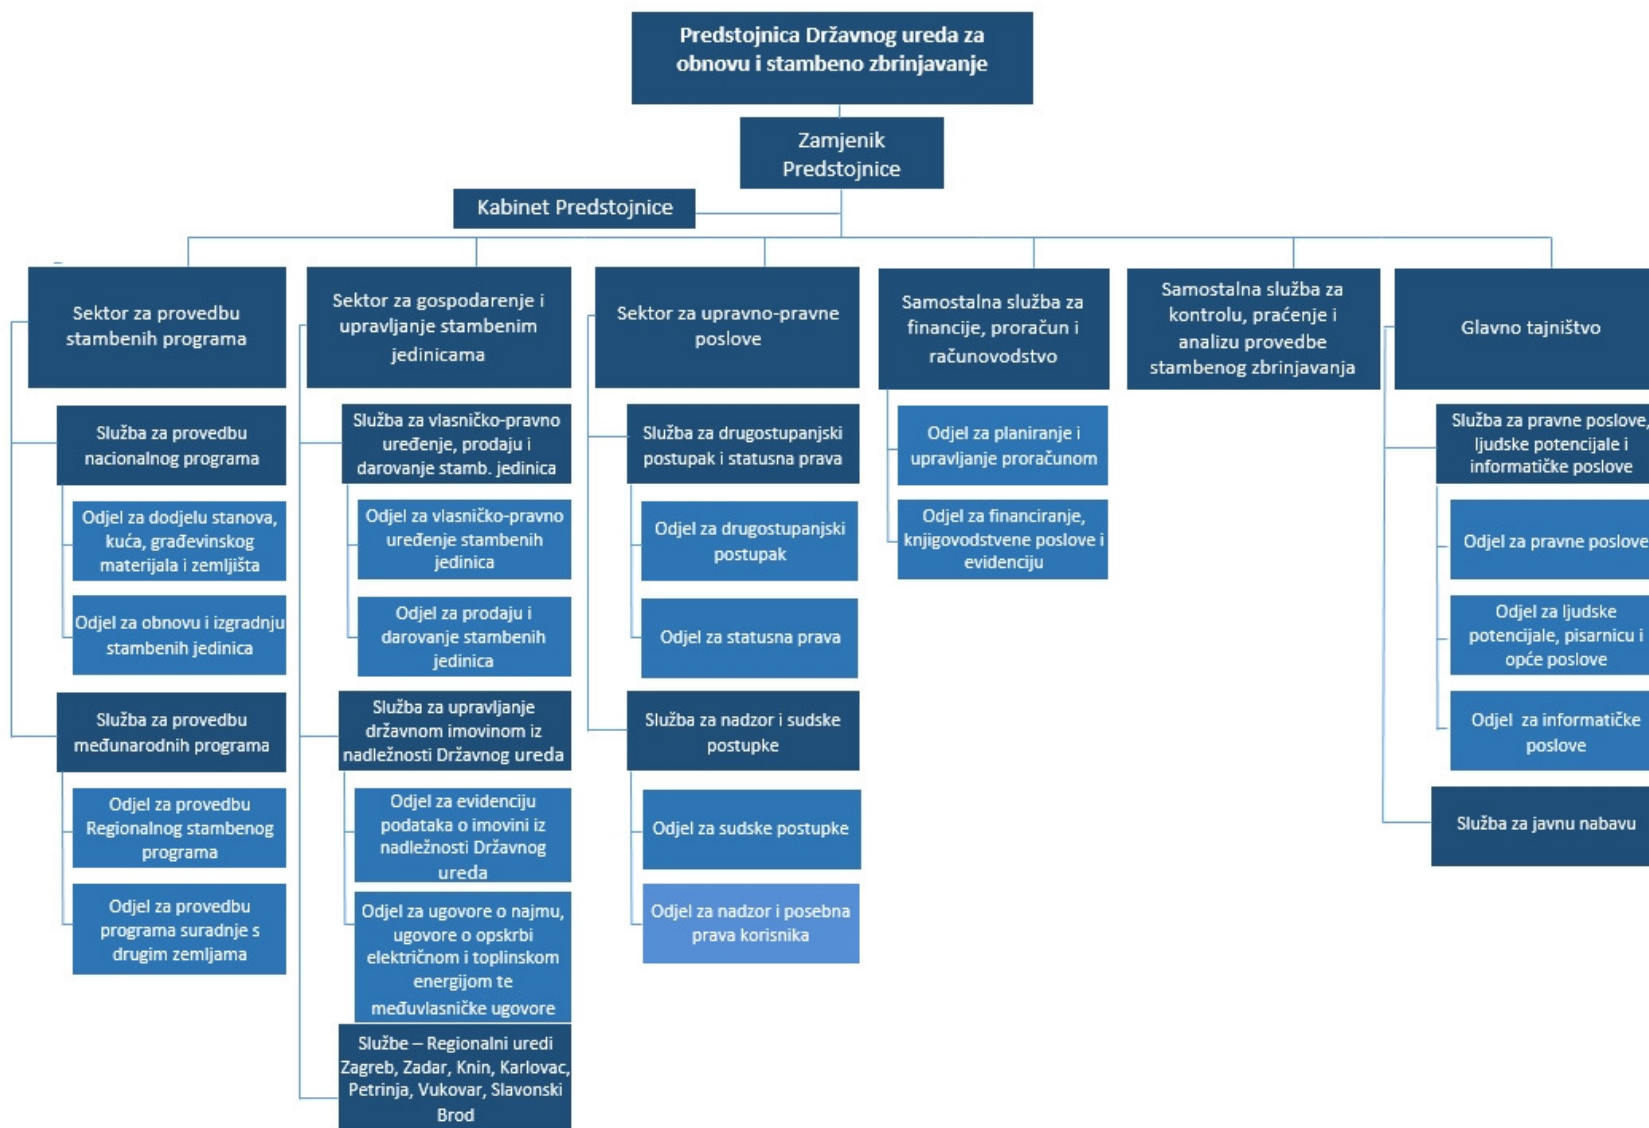 Predstojnica Državnog ureda za
obnovu i stambeno zbrinjavanje
Zamjenik
Predstojnice
Kabinet Predstojnice
Sektor za provedbu
stambenih programa
Služba za provedbu
nacionalnog programa
Odjel za dodjelu stanova,
kuća, građevinskog
materijala i zemljišta
Odjel za obnovu i izgradnju
stambenih jedinica
Služba za provedbu
međunarodnih programa
Odjel za provedbu
Regionalnog stambenog
programa
Odjel za provedbu
programa suradnje s
drugim zemljama
Sektor za gospodarenje i
upravljanje stambenim
jedinicama
Služba za vlasničko-pravno
uređenje, prodaju i
darovanje stamb. jedinica
Odjel za vlasničko-pravno
uređenje stambenih
jedinica
Odjel za prodaju i
darovanje stambenih
jedinica
Služba za upravljanje
državnom imovinom iz
nadležnosti Državnog ureda
Odjel za evidenciju
podataka o imovini iz
nadležnosti Državnog
ureda
Odjel za ugovore o najmu,
ugovore o opskrbi
električnom i toplinskom
energijom te
međuvlasničke ugovore
Službe – Regionalni uredi
Zagreb, Zadar, Knin, Karlovac,
Petrinja, Vukovar, Slavonski
Brod
Sektor za upravno-pravne
poslove
Služba za drugostupanjski
postupak i statusna prava
Odjel za drugostupanjski
postupak
Odjel za statusna prava
Služba za nadzor i sudske
postupke
Odjel za sudske postupke
Odjel za nadzor i posebna
prava korisnika
Samostalna služba za
financije, proračun i
računovodstvo
Odjel za planiranje i
upravljanje proračunom
Odjel za financiranje,
knjigovodstvene poslove i
evidenciju
Samostalna služba za
kontrolu, praćenje i
analizu provedbe
stambenog zbrinjavanja
Glavno tajništvo
Služba za pravne poslove,
ljudske potencijale i
informatičke poslove
Odjel za pravne poslove
Odjel za ljudske
potencijale, pisarnicu i
opće poslove
Odjel za informatičke
poslove
Služba za javnu nabavu